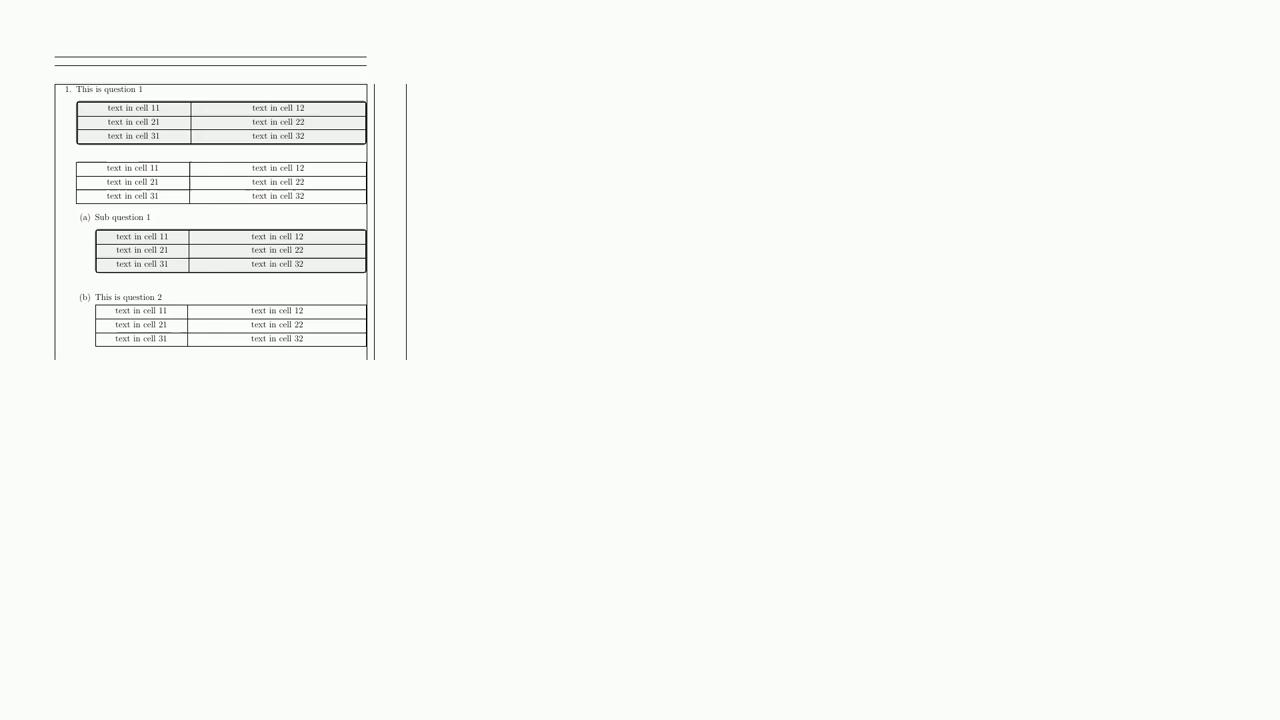 1. This is question 1
text in cell 11 text in cell 12
text in cell 21 text in cell 22
text in cell 31 text in cell 32
text in cell 11 text in cell 12
text in cell 21 text in cell 22
text in cell 31 text in cell 32
(a) Sub question 1
text in cell 11 text in cell 12
text in cell 21 text in cell 22
text in cell 31 text in cell 32
(b) This is question 2
text in cell 11 text in cell 12
text in cell 21 text in cell 22
text in cell 31 text in cell 32